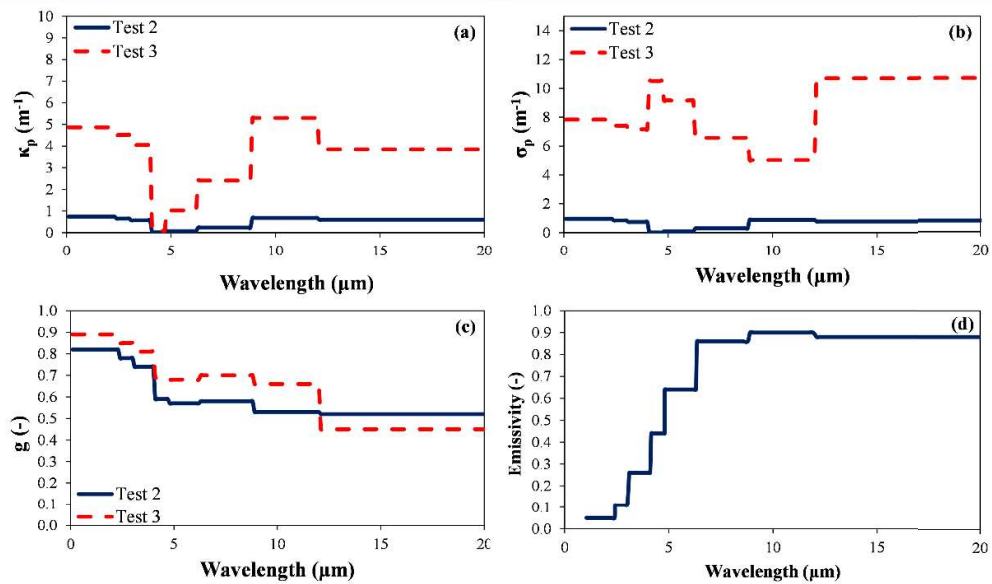 10
9
8
7
6
5
4
3
2
1
0
κp (m⁻¹)
Test 2
Test 3
(a)
0 5 10 15 20
Wavelength (μm)
14
12
10
8
6
4
2
0
σp (m⁻¹)
Test 2
Test 3
(b)
0 5 10 15 20
Wavelength (μm)
1.0
0.9
0.8
0.7
0.6
0.5
0.4
0.3
0.2
0.1
0.0
g (-)
(c)
Test 2
Test 3
0 5 10 15 20
Wavelength (μm)
1.0
0.9
0.8
0.7
0.6
0.5
0.4
0.3
0.2
0.1
0.0
Emissivity (-)
(d)
0 5 10 15 20
Wavelength (μm)